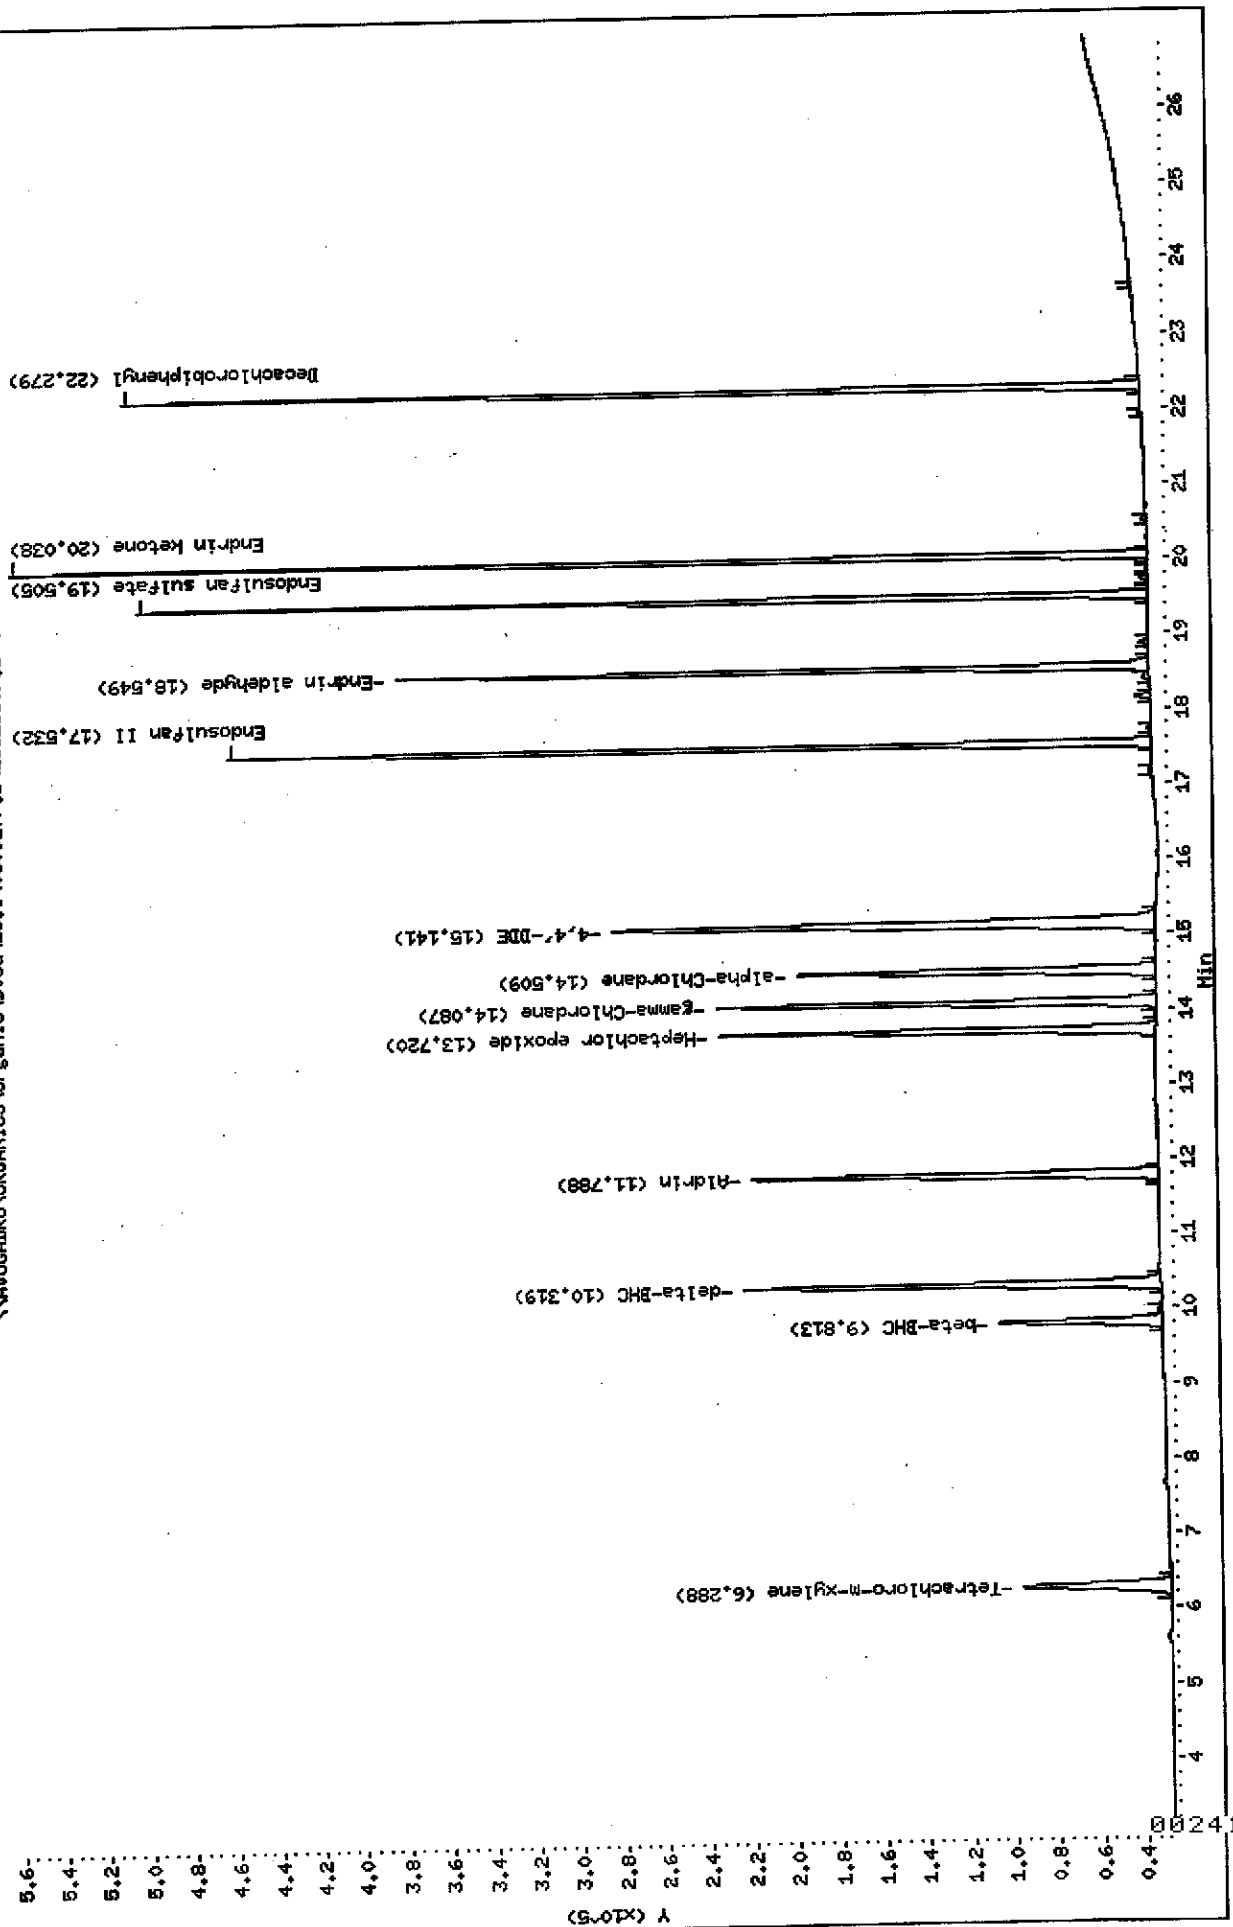 Y (x10^5)
5.6
5.4
5.2
5.0
4.8
4.6
4.4
4.2
4.0
3.8
3.6
3.4
3.2
3.0
2.8
2.6
2.4
2.2
2.0
1.8
1.6
1.4
1.2
1.0
0.8
0.6
0.4
-Tetrachloro-m-xylene (6.288)
-beta-BHC (9.813)
-delta-BHC (10.319)
-Aldrin (11.788)
-Heptachlor epoxide (13.720)
-gamma-Chlordane (14.087)
-alpha-Chlordane (14.509)
-4,4'-DDE (15.141)
Endosulfan II (17.532)
-Endrin aldehyde (18.549)
Endosulfan sulfate (19.505)
Endrin ketone (20.038)
Decachlorobiphenyl (22.279)
4 5 6 7 8 9 10 11 12 13 14 15 16 17 18 19 20 21 22 23 24 25 26
Min
00241